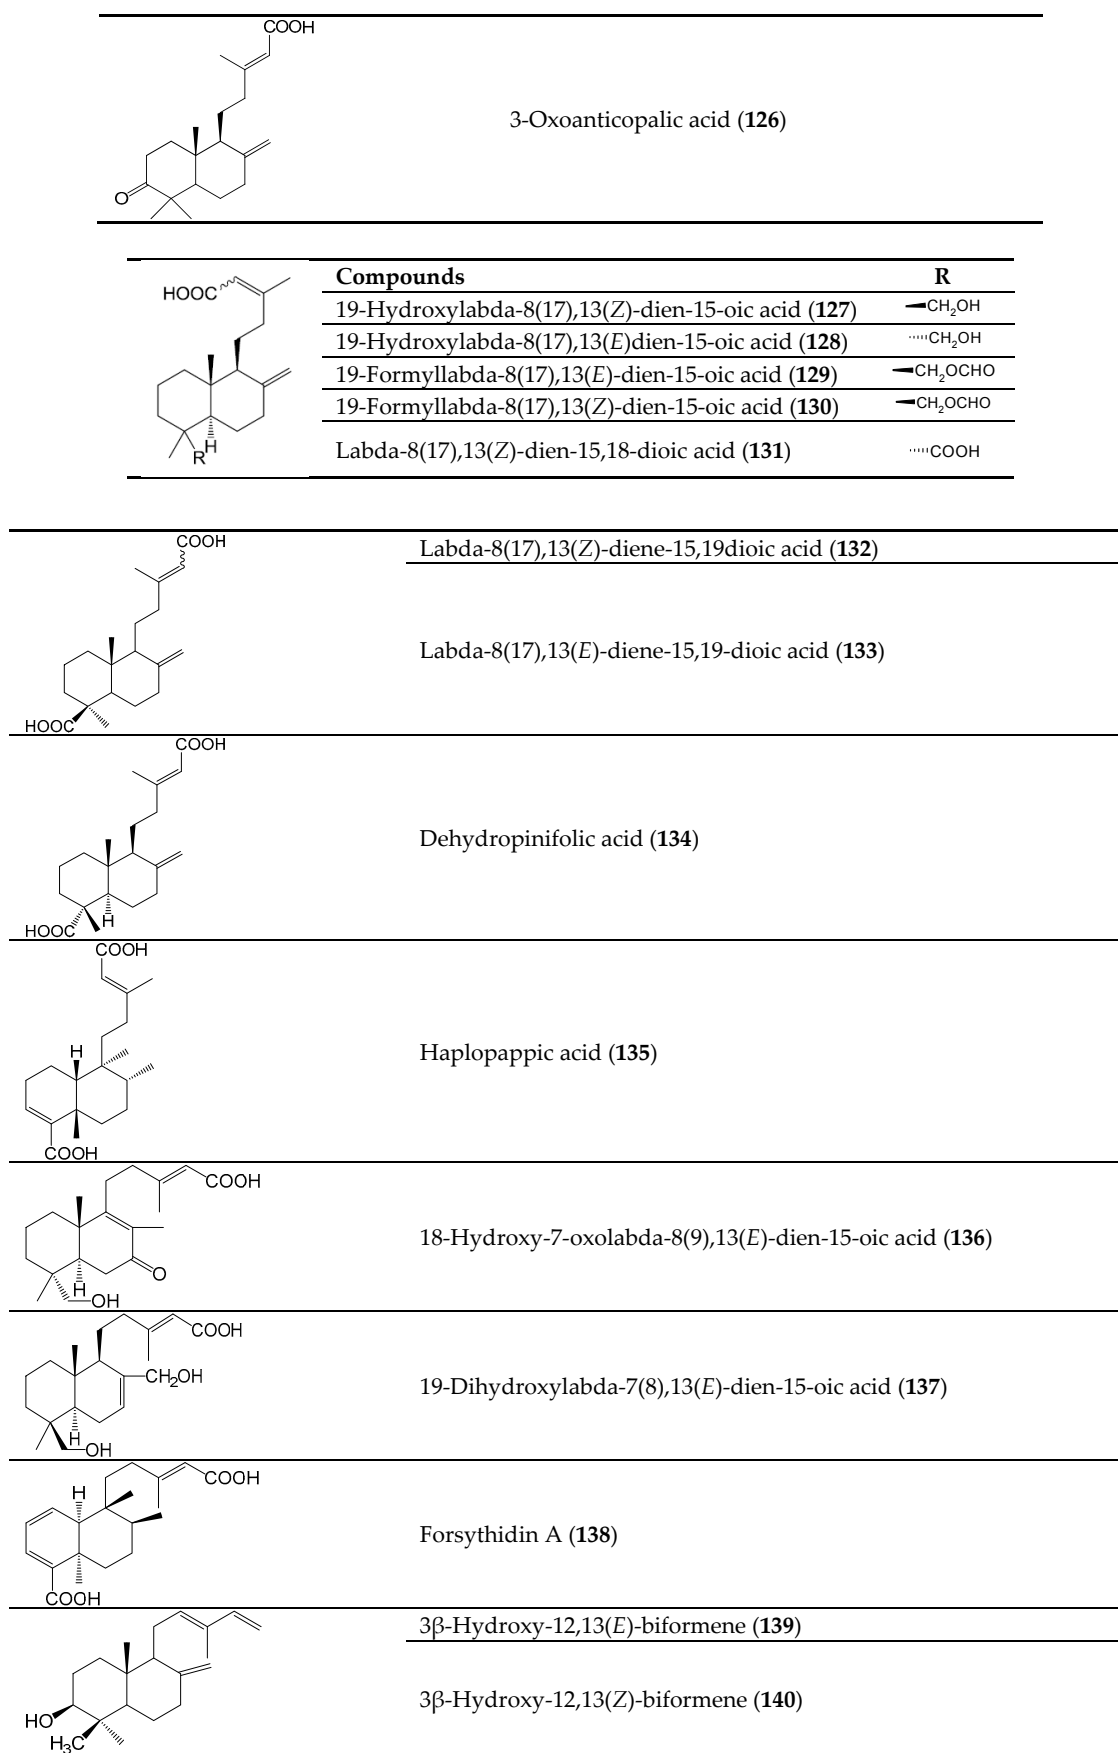 COOH
3-Oxoanticopalic acid (126)
O
Compounds R
HOOC
19-Hydroxylabda-8(17),13(Z)-dien-15-oic acid (127) CH2OH
19-Hydroxylabda-8(17),13(E)dien-15-oic acid (128) CH2OH
19-Formyllabda-8(17),13(E)-dien-15-oic acid (129) CH2OCHO
19-Formyllabda-8(17),13(Z)-dien-15-oic acid (130) CH2OCHO
H
R
Labda-8(17),13(Z)-dien-15,18-dioic acid (131) COOH
COOH
Labda-8(17),13(Z)-diene-15,19dioic acid (132)
Labda-8(17),13(E)-diene-15,19-dioic acid (133)
HOOC
COOH
Dehydropinifolic acid (134)
H
HOOC
COOH
H
Haplopappic acid (135)
COOH
COOH
18-Hydroxy-7-oxolabda-8(9),13(E)-dien-15-oic acid (136)
O
H
OH
COOH
CH2OH
19-Dihydroxylabda-7(8),13(E)-dien-15-oic acid (137)
H
OH
COOH
H
Forsythidin A (138)
COOH
3β-Hydroxy-12,13(E)-biformene (139)
3β-Hydroxy-12,13(Z)-biformene (140)
HO
H3C